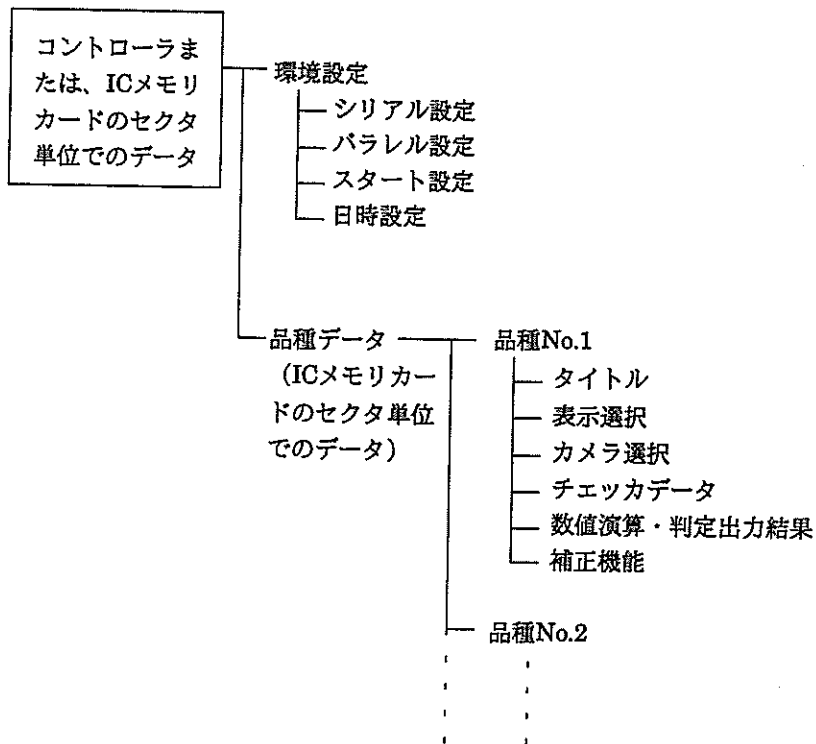 コントローラま
たは、ICメモリ
カードのセクタ
単位でのデータ
環境設定
シリアル設定
パラレル設定
スタート設定
日時設定
品種データ
（ICメモリカー
ドのセクタ単位
でのデータ）
品種No.1
タイトル
表示選択
カメラ選択
チェッカデータ
数値演算・判定出力結果
補正機能
品種No.2